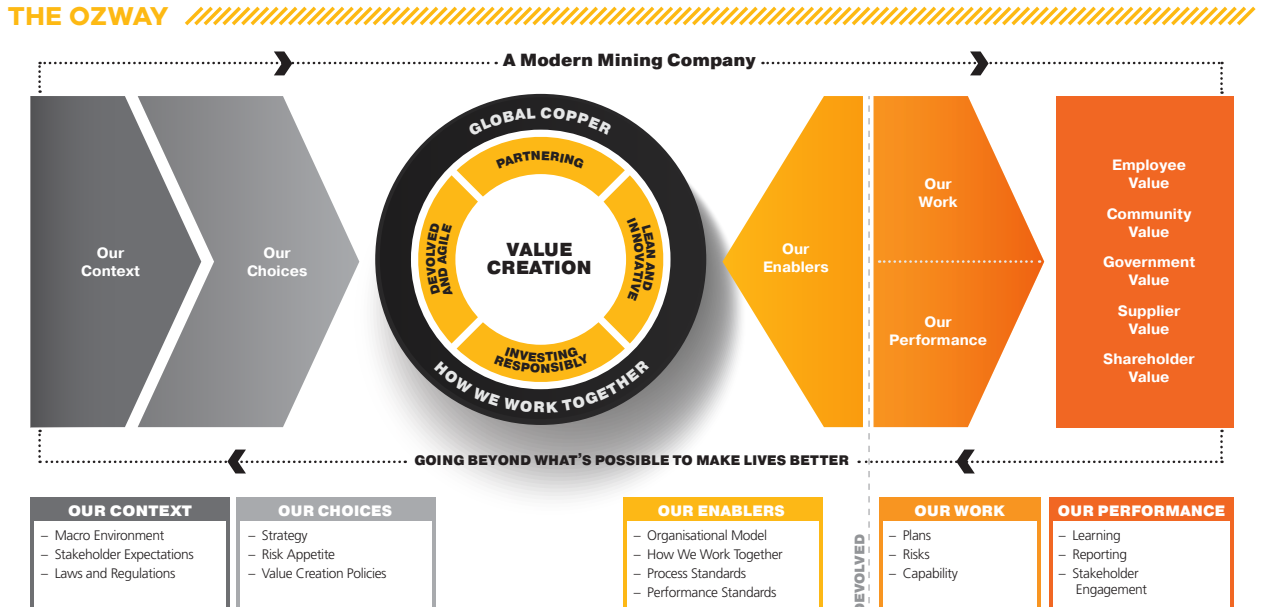 THE OZWAY
A Modern Mining Company
Our
Context
Our
Choices
GLOBAL COPPER
PARTNERING
DEVOLVED
AND AGILE
VALUE
CREATION
LEAN AND
INNOVATIVE
INVESTING
RESPONSIBLY
HOW WE WORK TOGETHER
Our
Enablers
Our
Work
Our
Performance
Employee
Value
Community
Value
Government
Value
Supplier
Value
Shareholder
Value
GOING BEYOND WHAT'S POSSIBLE TO MAKE LIVES BETTER
OUR CONTEXT
– Macro Environment
– Stakeholder Expectations
– Laws and Regulations
OUR CHOICES
– Strategy
– Risk Appetite
– Value Creation Policies
OUR ENABLERS
– Organisational Model
– How We Work Together
– Process Standards
– Performance Standards
DEVOLVED
OUR WORK
– Plans
– Risks
– Capability
OUR PERFORMANCE
– Learning
– Reporting
– Stakeholder
Engagement